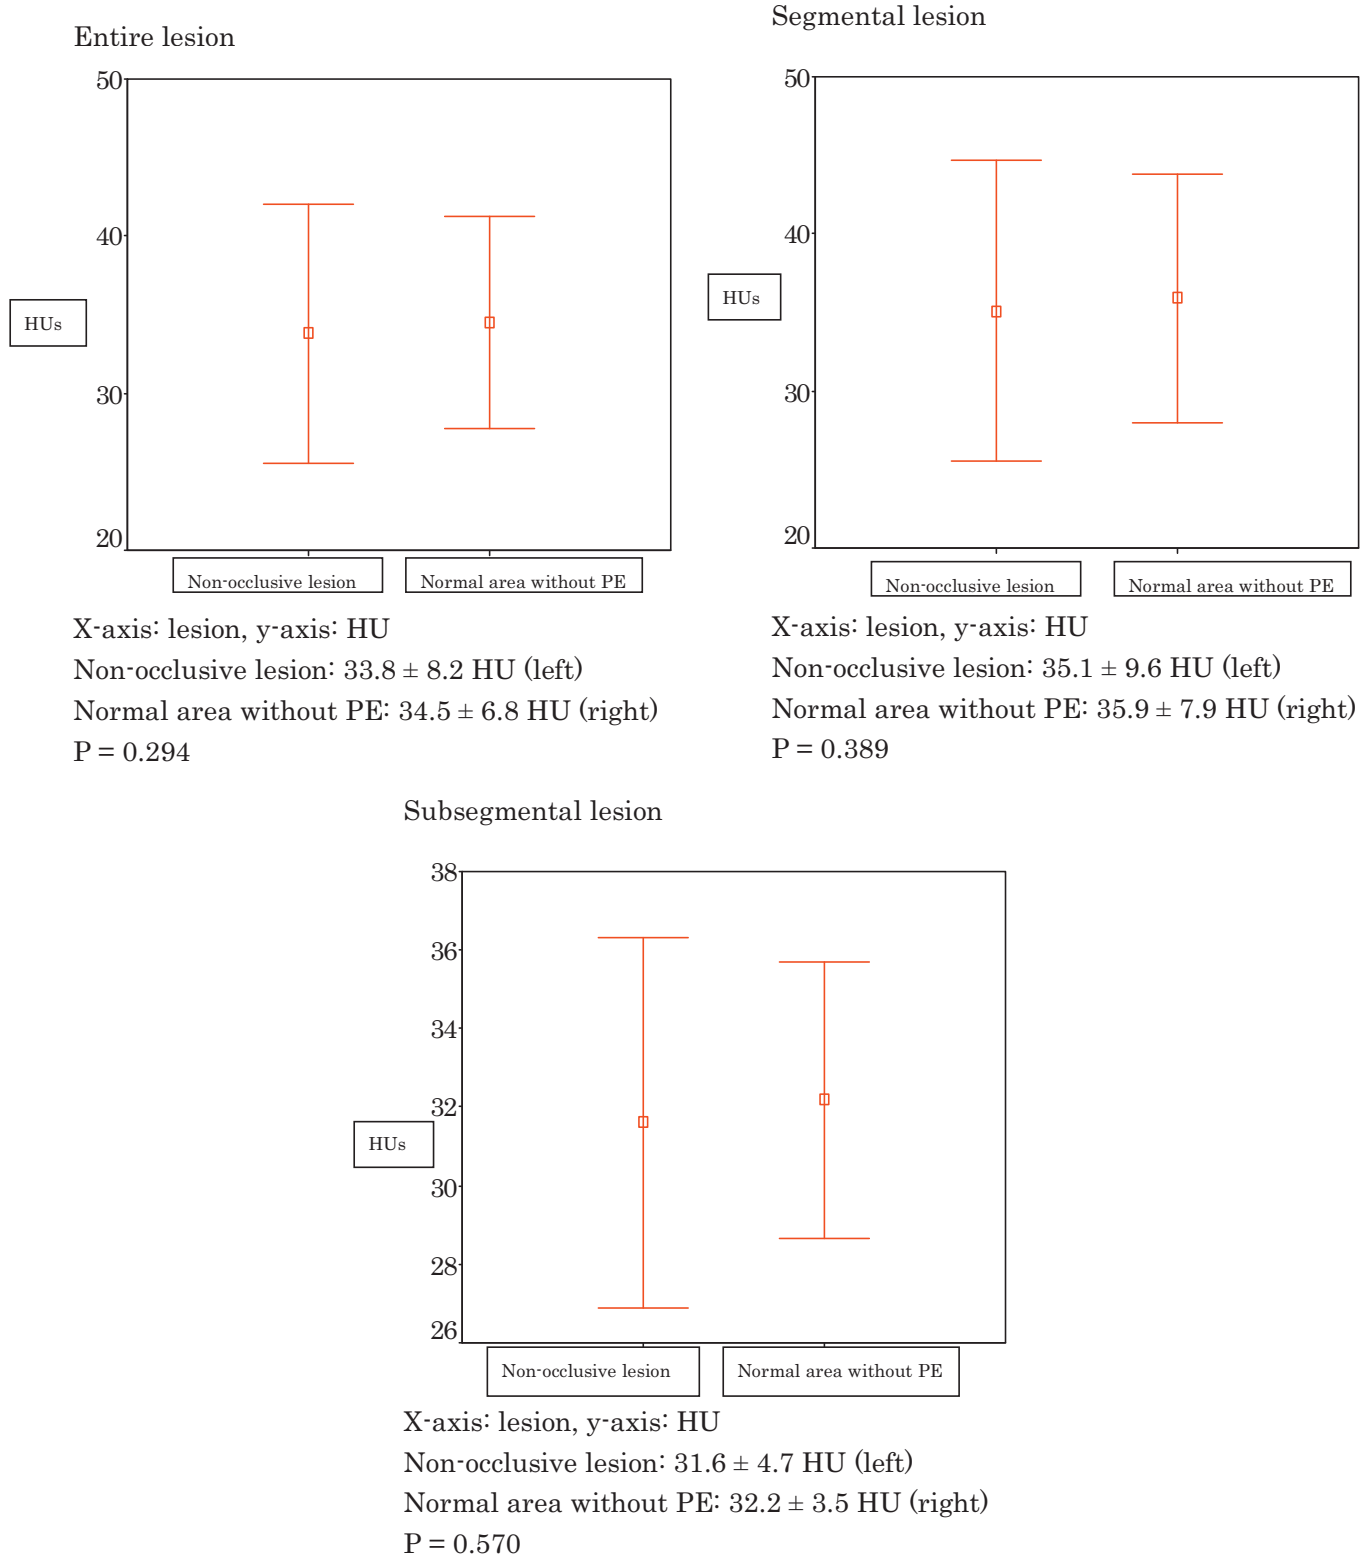 Entire lesion
50
40
30
20
HUs
Non-occlusive lesion
Normal area without PE
X-axis: lesion, y-axis: HU
Non-occlusive lesion: 33.8 ± 8.2 HU (left)
Normal area without PE: 34.5 ± 6.8 HU (right)
P = 0.294
Segmental lesion
50
40
30
20
HUs
Non-occlusive lesion
Normal area without PE
X-axis: lesion, y-axis: HU
Non-occlusive lesion: 35.1 ± 9.6 HU (left)
Normal area without PE: 35.9 ± 7.9 HU (right)
P = 0.389
Subsegmental lesion
38
36
34
32
30
28
26
HUs
Non-occlusive lesion
Normal area without PE
X-axis: lesion, y-axis: HU
Non-occlusive lesion: 31.6 ± 4.7 HU (left)
Normal area without PE: 32.2 ± 3.5 HU (right)
P = 0.570